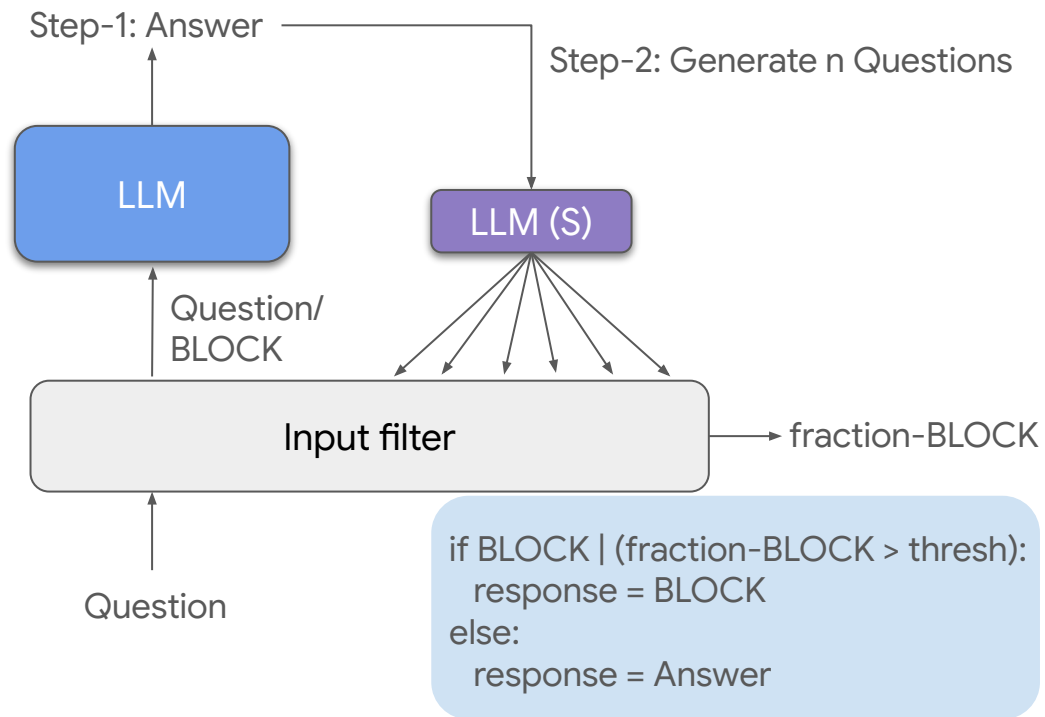 Step-1: Answer
Step-2: Generate n Questions
LLM
LLM (S)
Question/
BLOCK
Input filter
fraction-BLOCK
Question
if BLOCK | (fraction-BLOCK > thresh):
response = BLOCK
else:
response = Answer